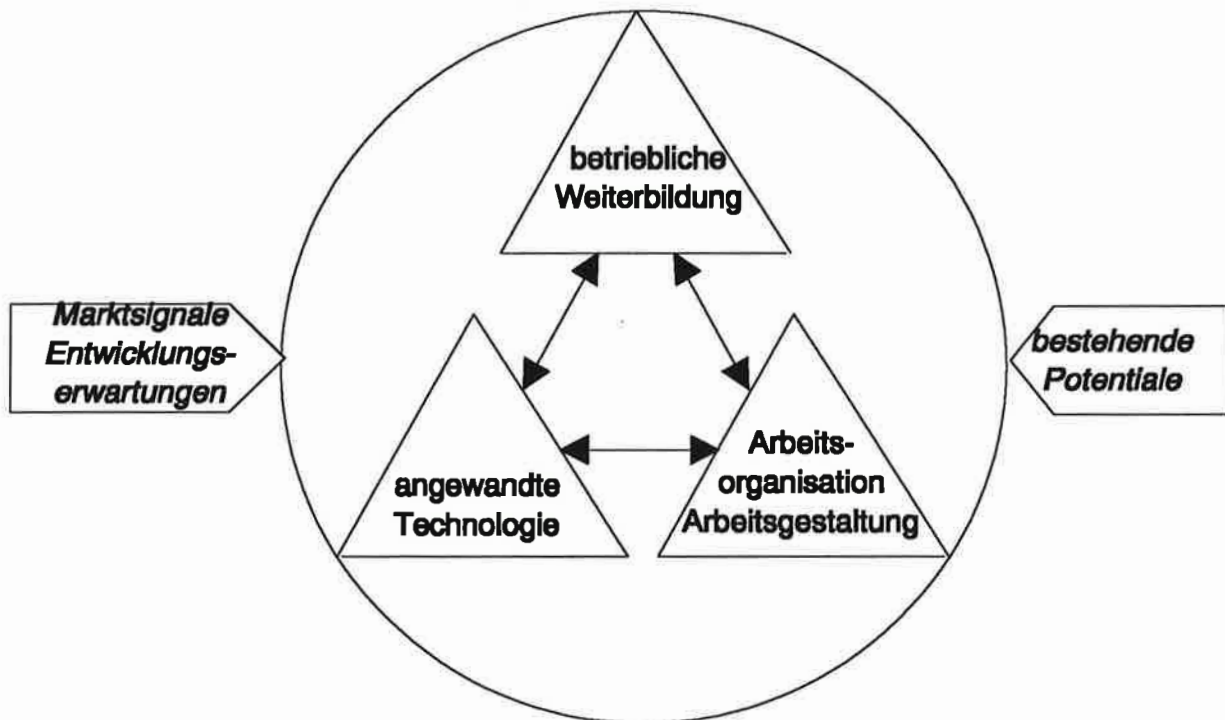 betriebliche
Weiterbildung
Marktsignale
Entwicklungs-
erwartungen
bestehende
Potentiale
angewandte
Technologie
Arbeits-
organisation
Arbeitsgestaltung